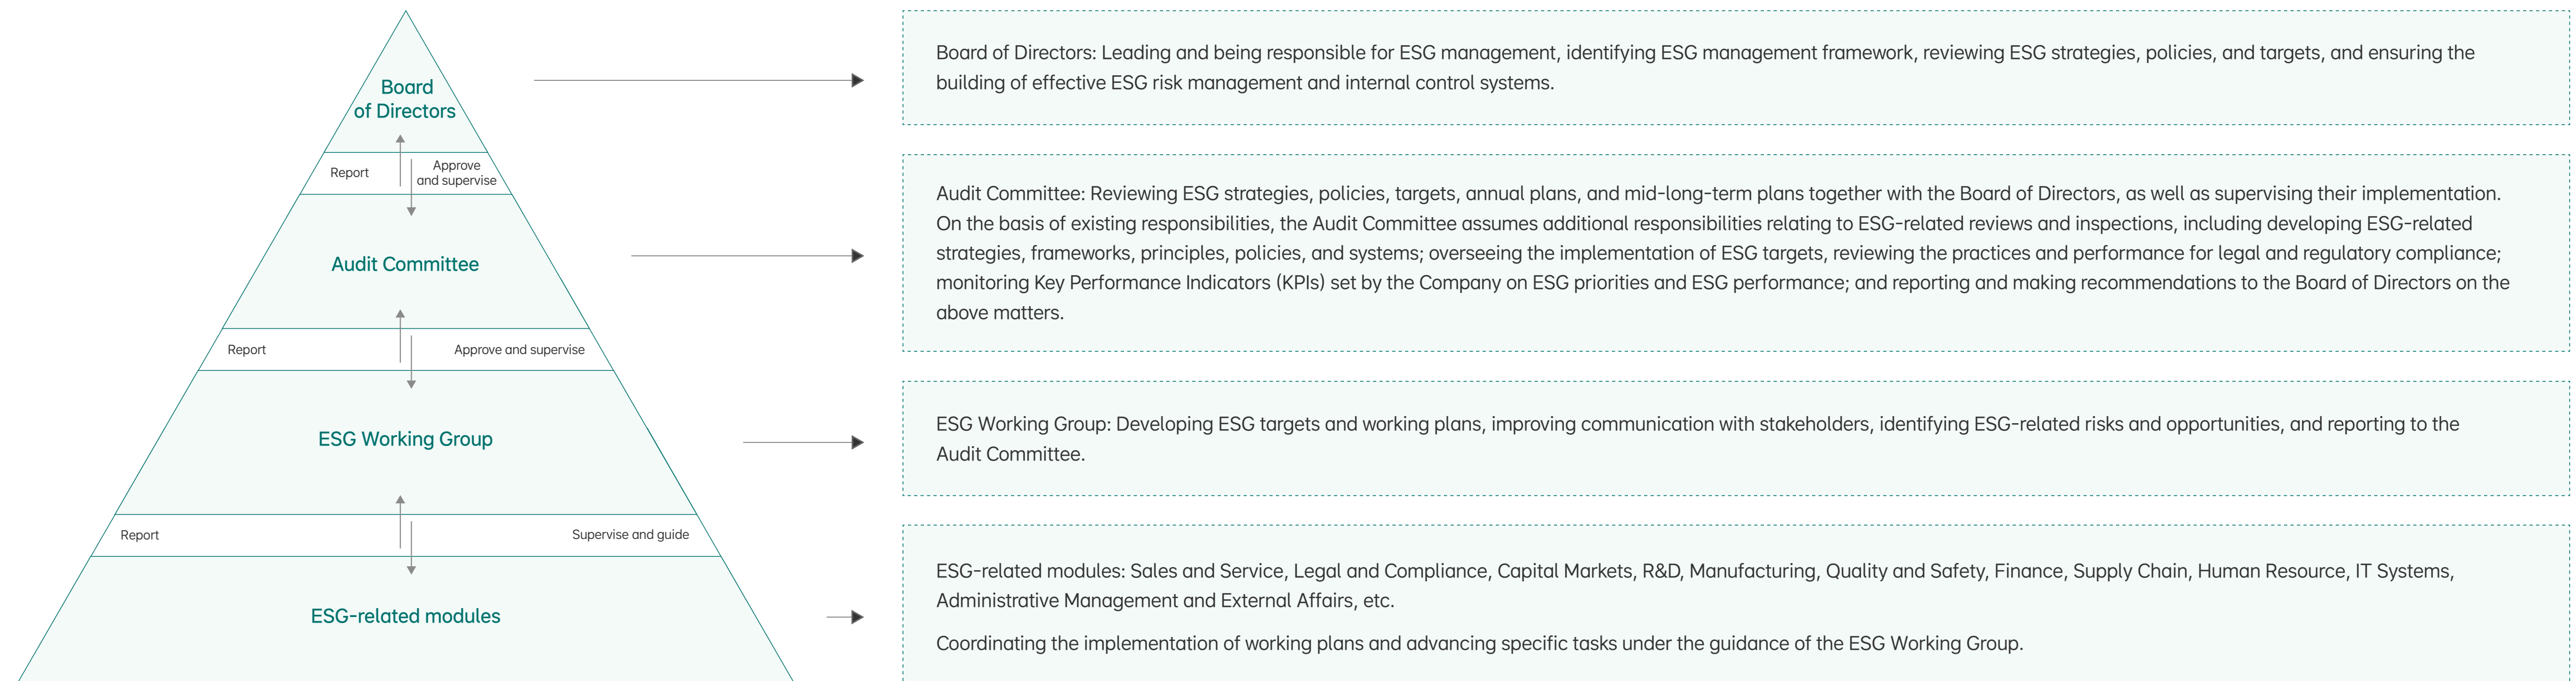 Board
of Directors
Report
Approve
and supervise
Audit Committee
Report
Approve and supervise
ESG Working Group
Report
Supervise and guide
ESG-related modules
Board of Directors: Leading and being responsible for ESG management, identifying ESG management framework, reviewing ESG strategies, policies, and targets, and ensuring the
building of effective ESG risk management and internal control systems.
Audit Committee: Reviewing ESG strategies, policies, targets, annual plans, and mid-long-term plans together with the Board of Directors, as well as supervising their implementation.
On the basis of existing responsibilities, the Audit Committee assumes additional responsibilities relating to ESG-related reviews and inspections, including developing ESG-related
strategies, frameworks, principles, policies, and systems; overseeing the implementation of ESG targets, reviewing the practices and performance for legal and regulatory compliance;
monitoring Key Performance Indicators (KPIs) set by the Company on ESG priorities and ESG performance; and reporting and making recommendations to the Board of Directors on the
above matters.
ESG Working Group: Developing ESG targets and working plans, improving communication with stakeholders, identifying ESG-related risks and opportunities, and reporting to the
Audit Committee.
ESG-related modules: Sales and Service, Legal and Compliance, Capital Markets, R&D, Manufacturing, Quality and Safety, Finance, Supply Chain, Human Resource, IT Systems,
Administrative Management and External Affairs, etc.
Coordinating the implementation of working plans and advancing specific tasks under the guidance of the ESG Working Group.